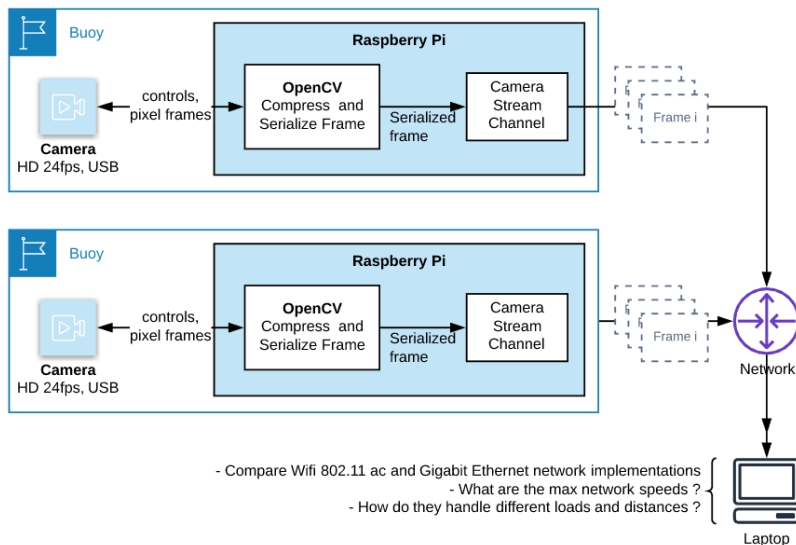 Buoy
Raspberry Pi
controls,
pixel frames
OpenCV
Compress and
Serialize Frame
Serialized
frame
Camera
Stream
Channel
Frame i
Camera
HD 24fps, USB
Buoy
Raspberry Pi
controls,
pixel frames
OpenCV
Compress and
Serialize Frame
Serialized
frame
Camera
Stream
Channel
Frame i
Camera
HD 24fps, USB
Network
- Compare Wifi 802.11 ac and Gigabit Ethernet network implementations
- What are the max network speeds ?
- How do they handle different loads and distances ?
Laptop